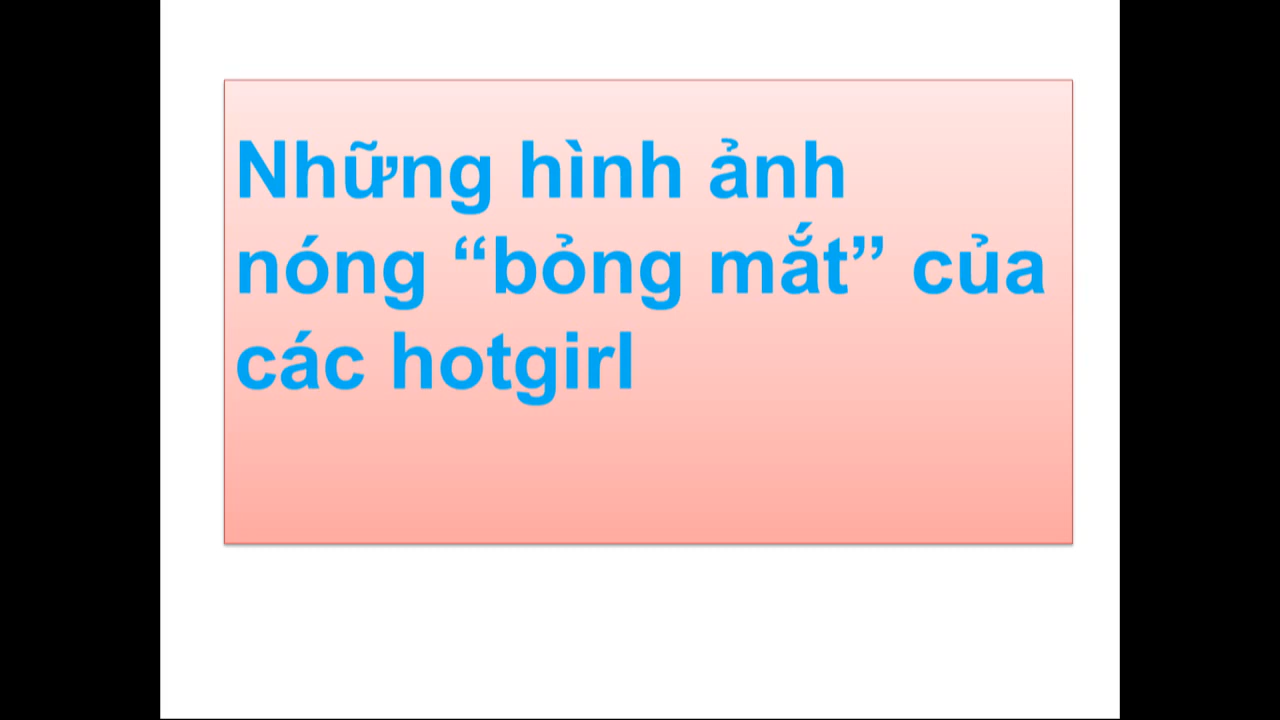 Những hình ảnh
nóng “bỏng mắt” của
các hotgirl